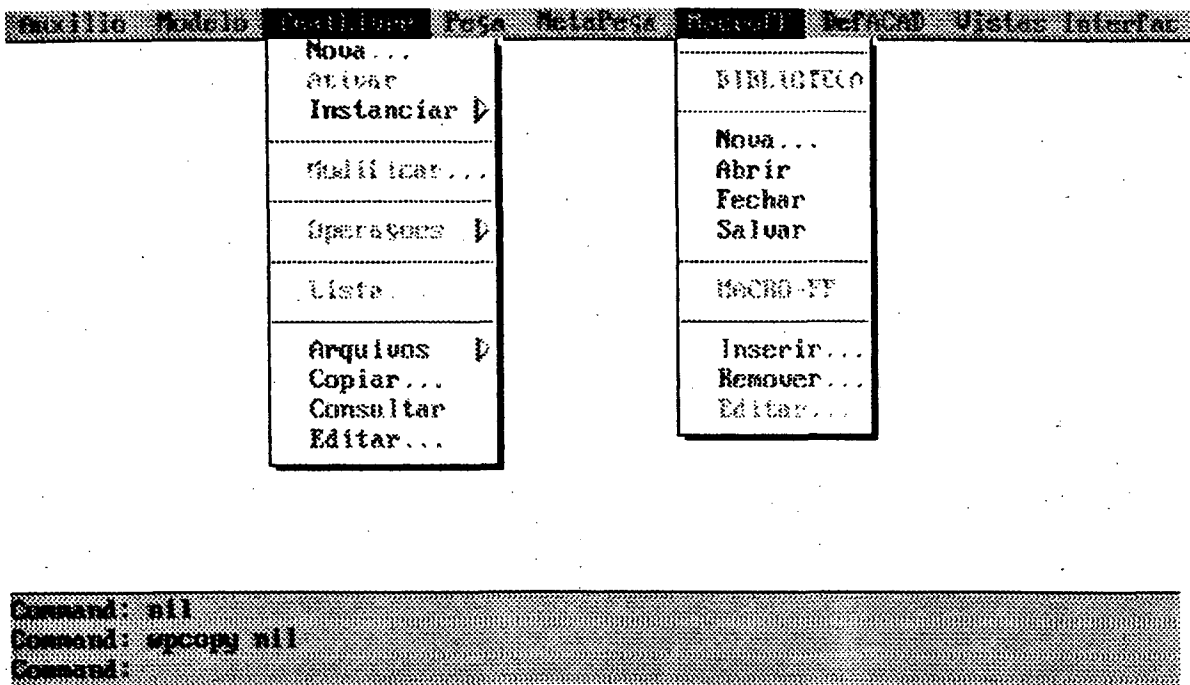 Auxilio Modelo Peça MetaPeça DefACAD Vistas Interfac
Nova...
Ativar
Instanciar
Modificar...
Operaçoes
Lista
Arquivos
Copiar...
Consultar
Editar...
BIBLIOTECA
Nova...
Abrir
Fechar
Salvar
MACRO-FF
Inserir...
Remover...
Editar...
Command: nil
Command: wpcopy nil
Command: